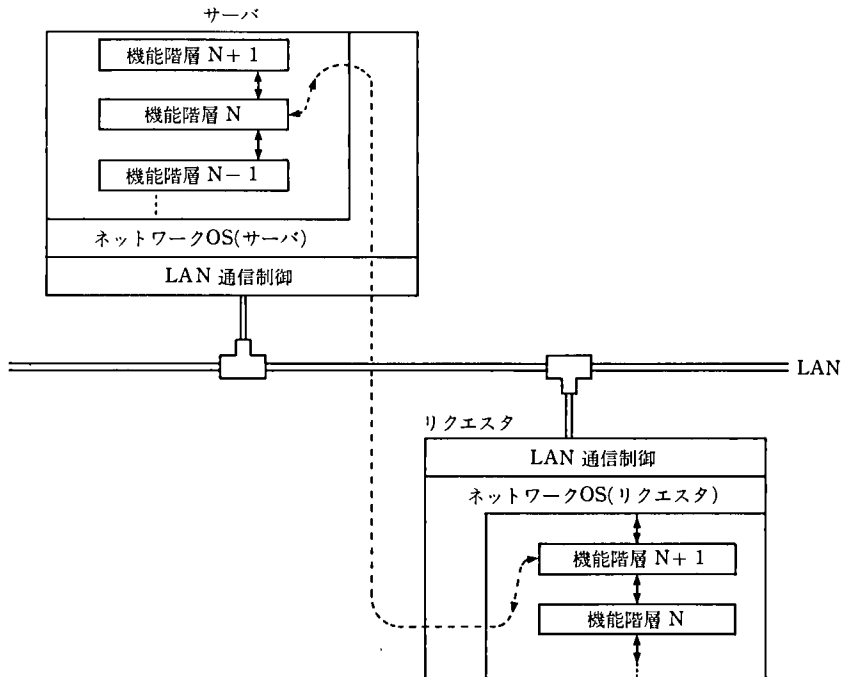 サーバ
機能階層 N+1
機能階層 N
機能階層 N-1
ネットワークOS(サーバ)
LAN 通信制御
LAN
リクエスタ
LAN 通信制御
ネットワークOS(リクエスタ)
機能階層 N+1
機能階層 N